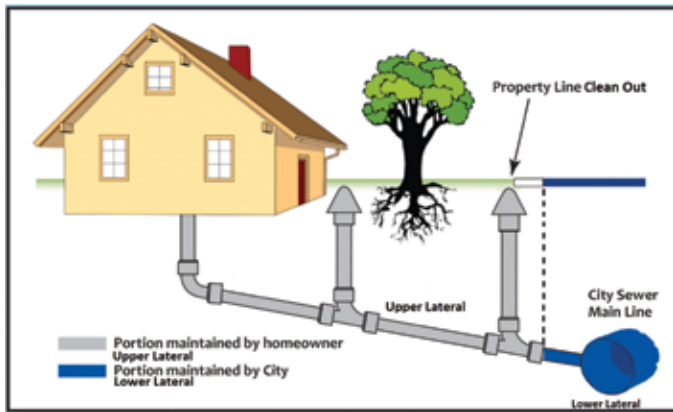 Property Line Clean Out
Upper Lateral
City Sewer
Main Line
Portion maintained by homeowner
Upper Lateral
Portion maintained by City
Lower Lateral
Lower Lateral